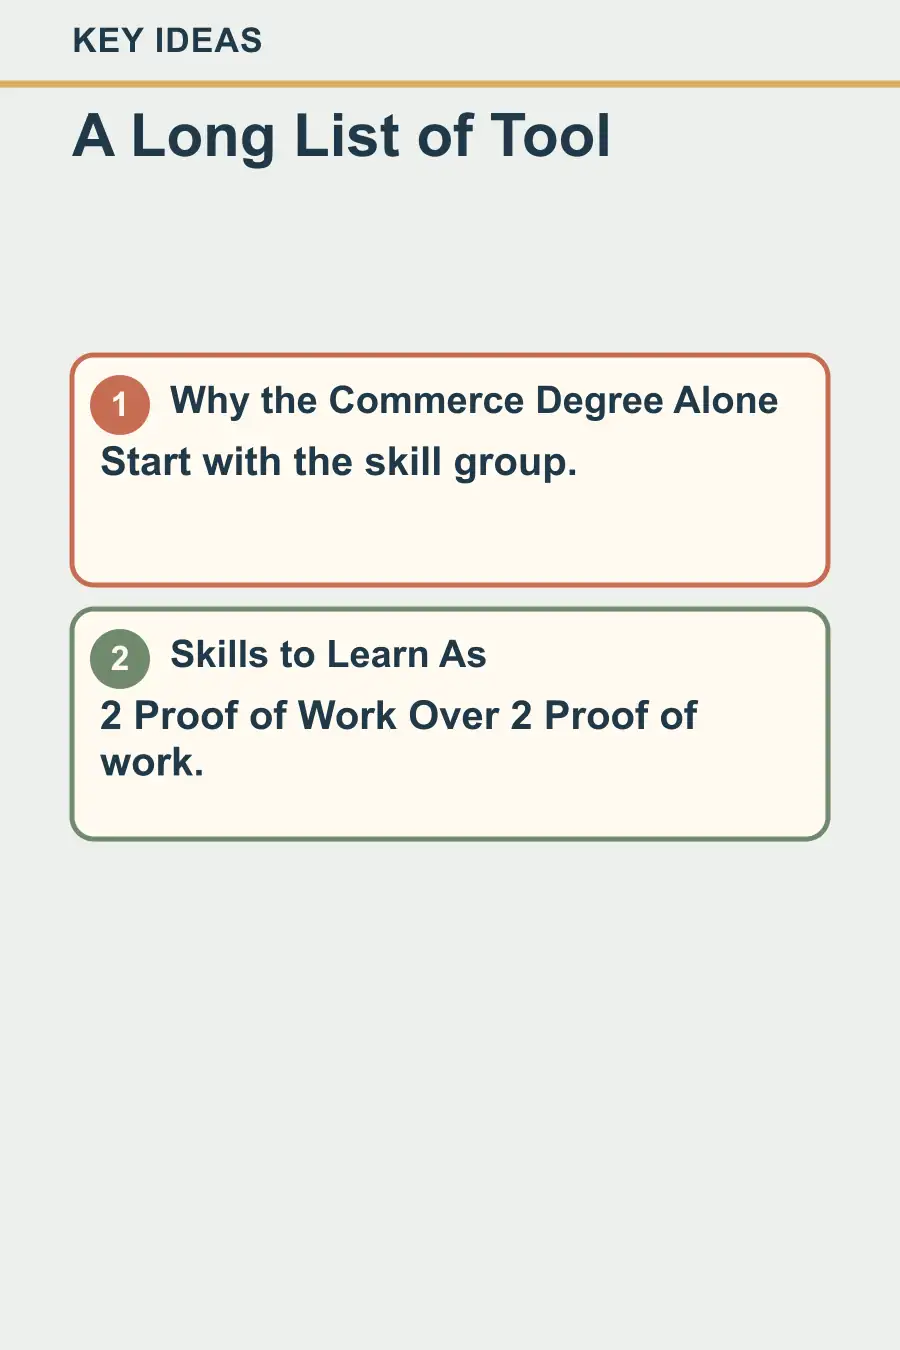 KEY IDEAS
A Long List of Tool
1 Why the Commerce Degree Alone
Start with the skill group.
2 Skills to Learn As
2 Proof of Work Over 2 Proof of
work.